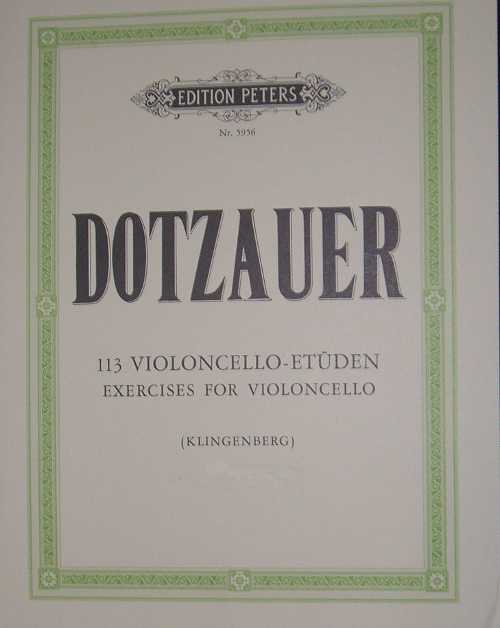 EDITION PETERS
Nr. 5956
DOTZAUER
113 VIOLONCELLO-ETÜDEN
EXERCISES FOR VIOLONCELLO
(KLINGENBERG)